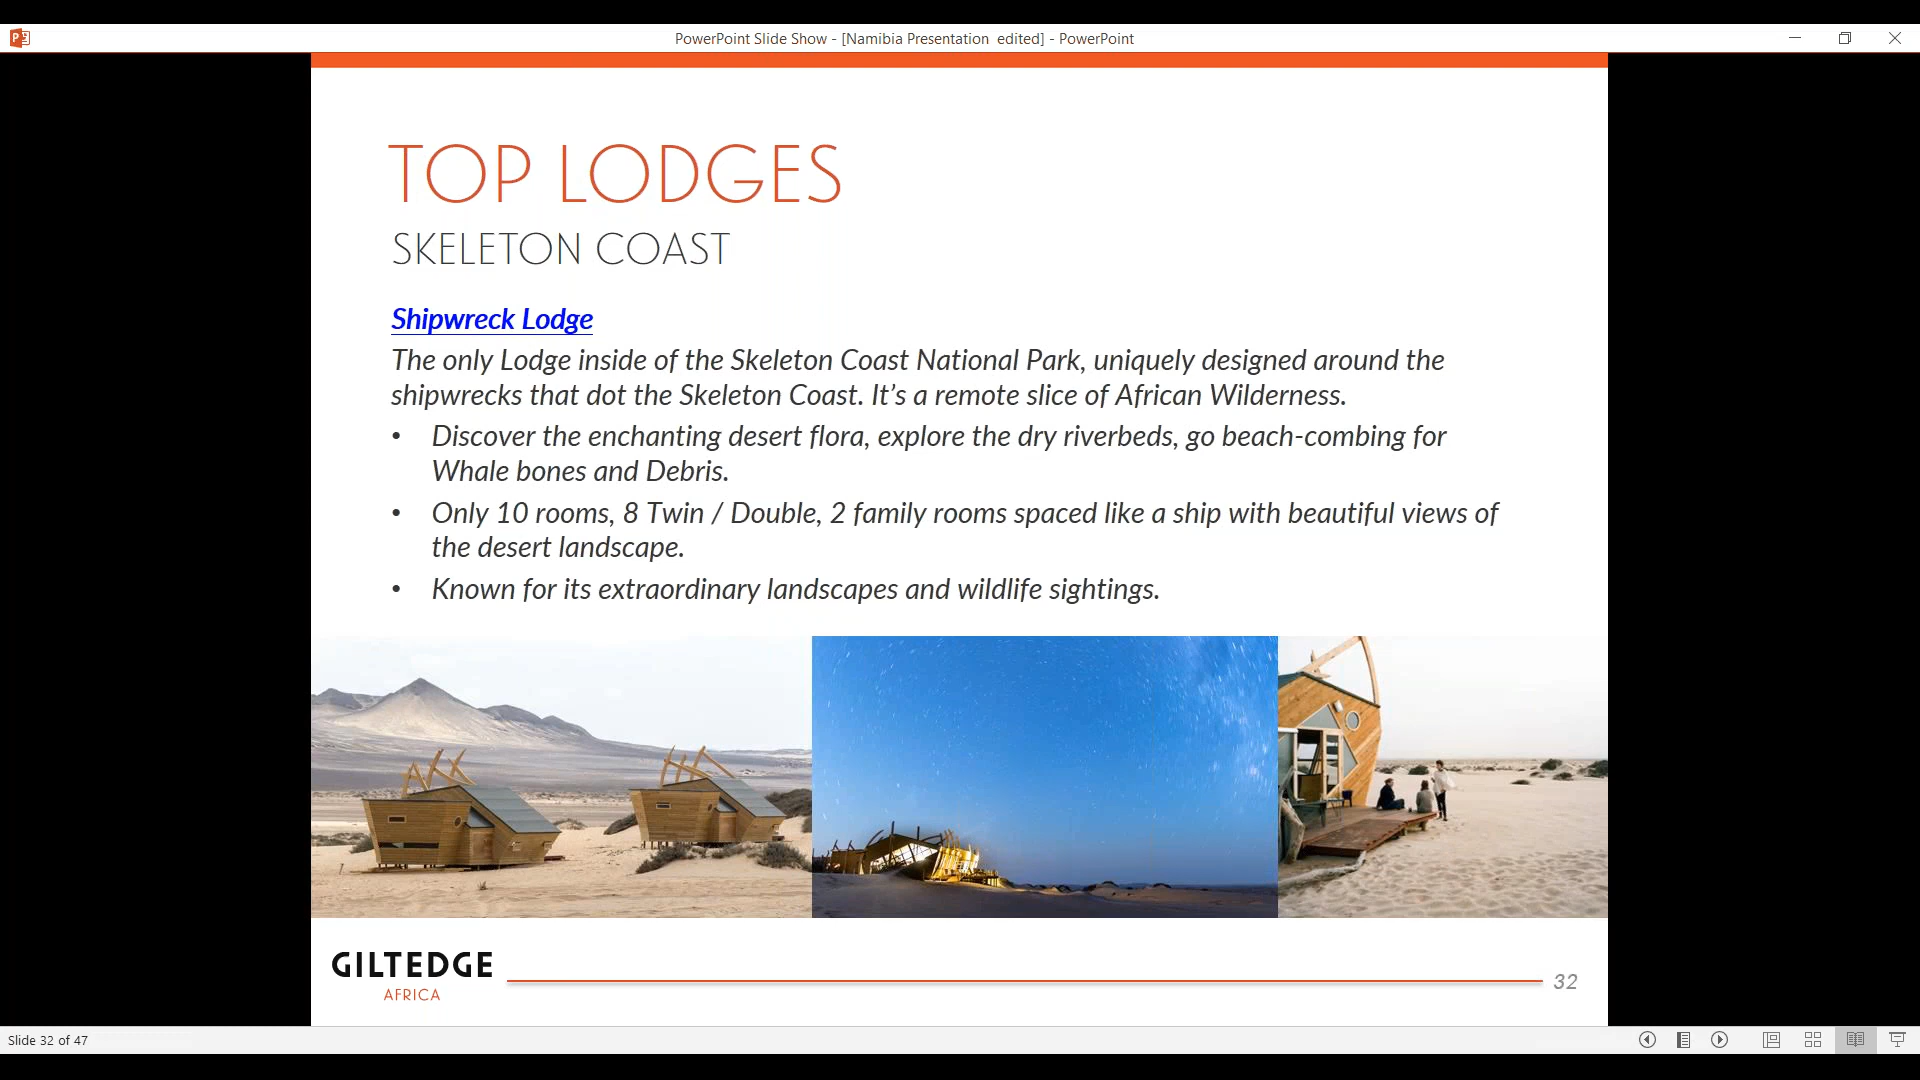 PowerPoint Slide Show - [Namibia Presentation  edited] - PowerPoint
TOP LODGES
SKELETON COAST
Shipwreck Lodge
The only Lodge inside of the Skeleton Coast National Park, uniquely designed around the
shipwrecks that dot the Skeleton Coast. It’s a remote slice of African Wilderness.
• Discover the enchanting desert flora, explore the dry riverbeds, go beach-combing for
Whale bones and Debris.
• Only 10 rooms, 8 Twin / Double, 2 family rooms spaced like a ship with beautiful views of
the desert landscape.
• Known for its extraordinary landscapes and wildlife sightings.
GILTEDGE
AFRICA
32
Slide 32 of 47